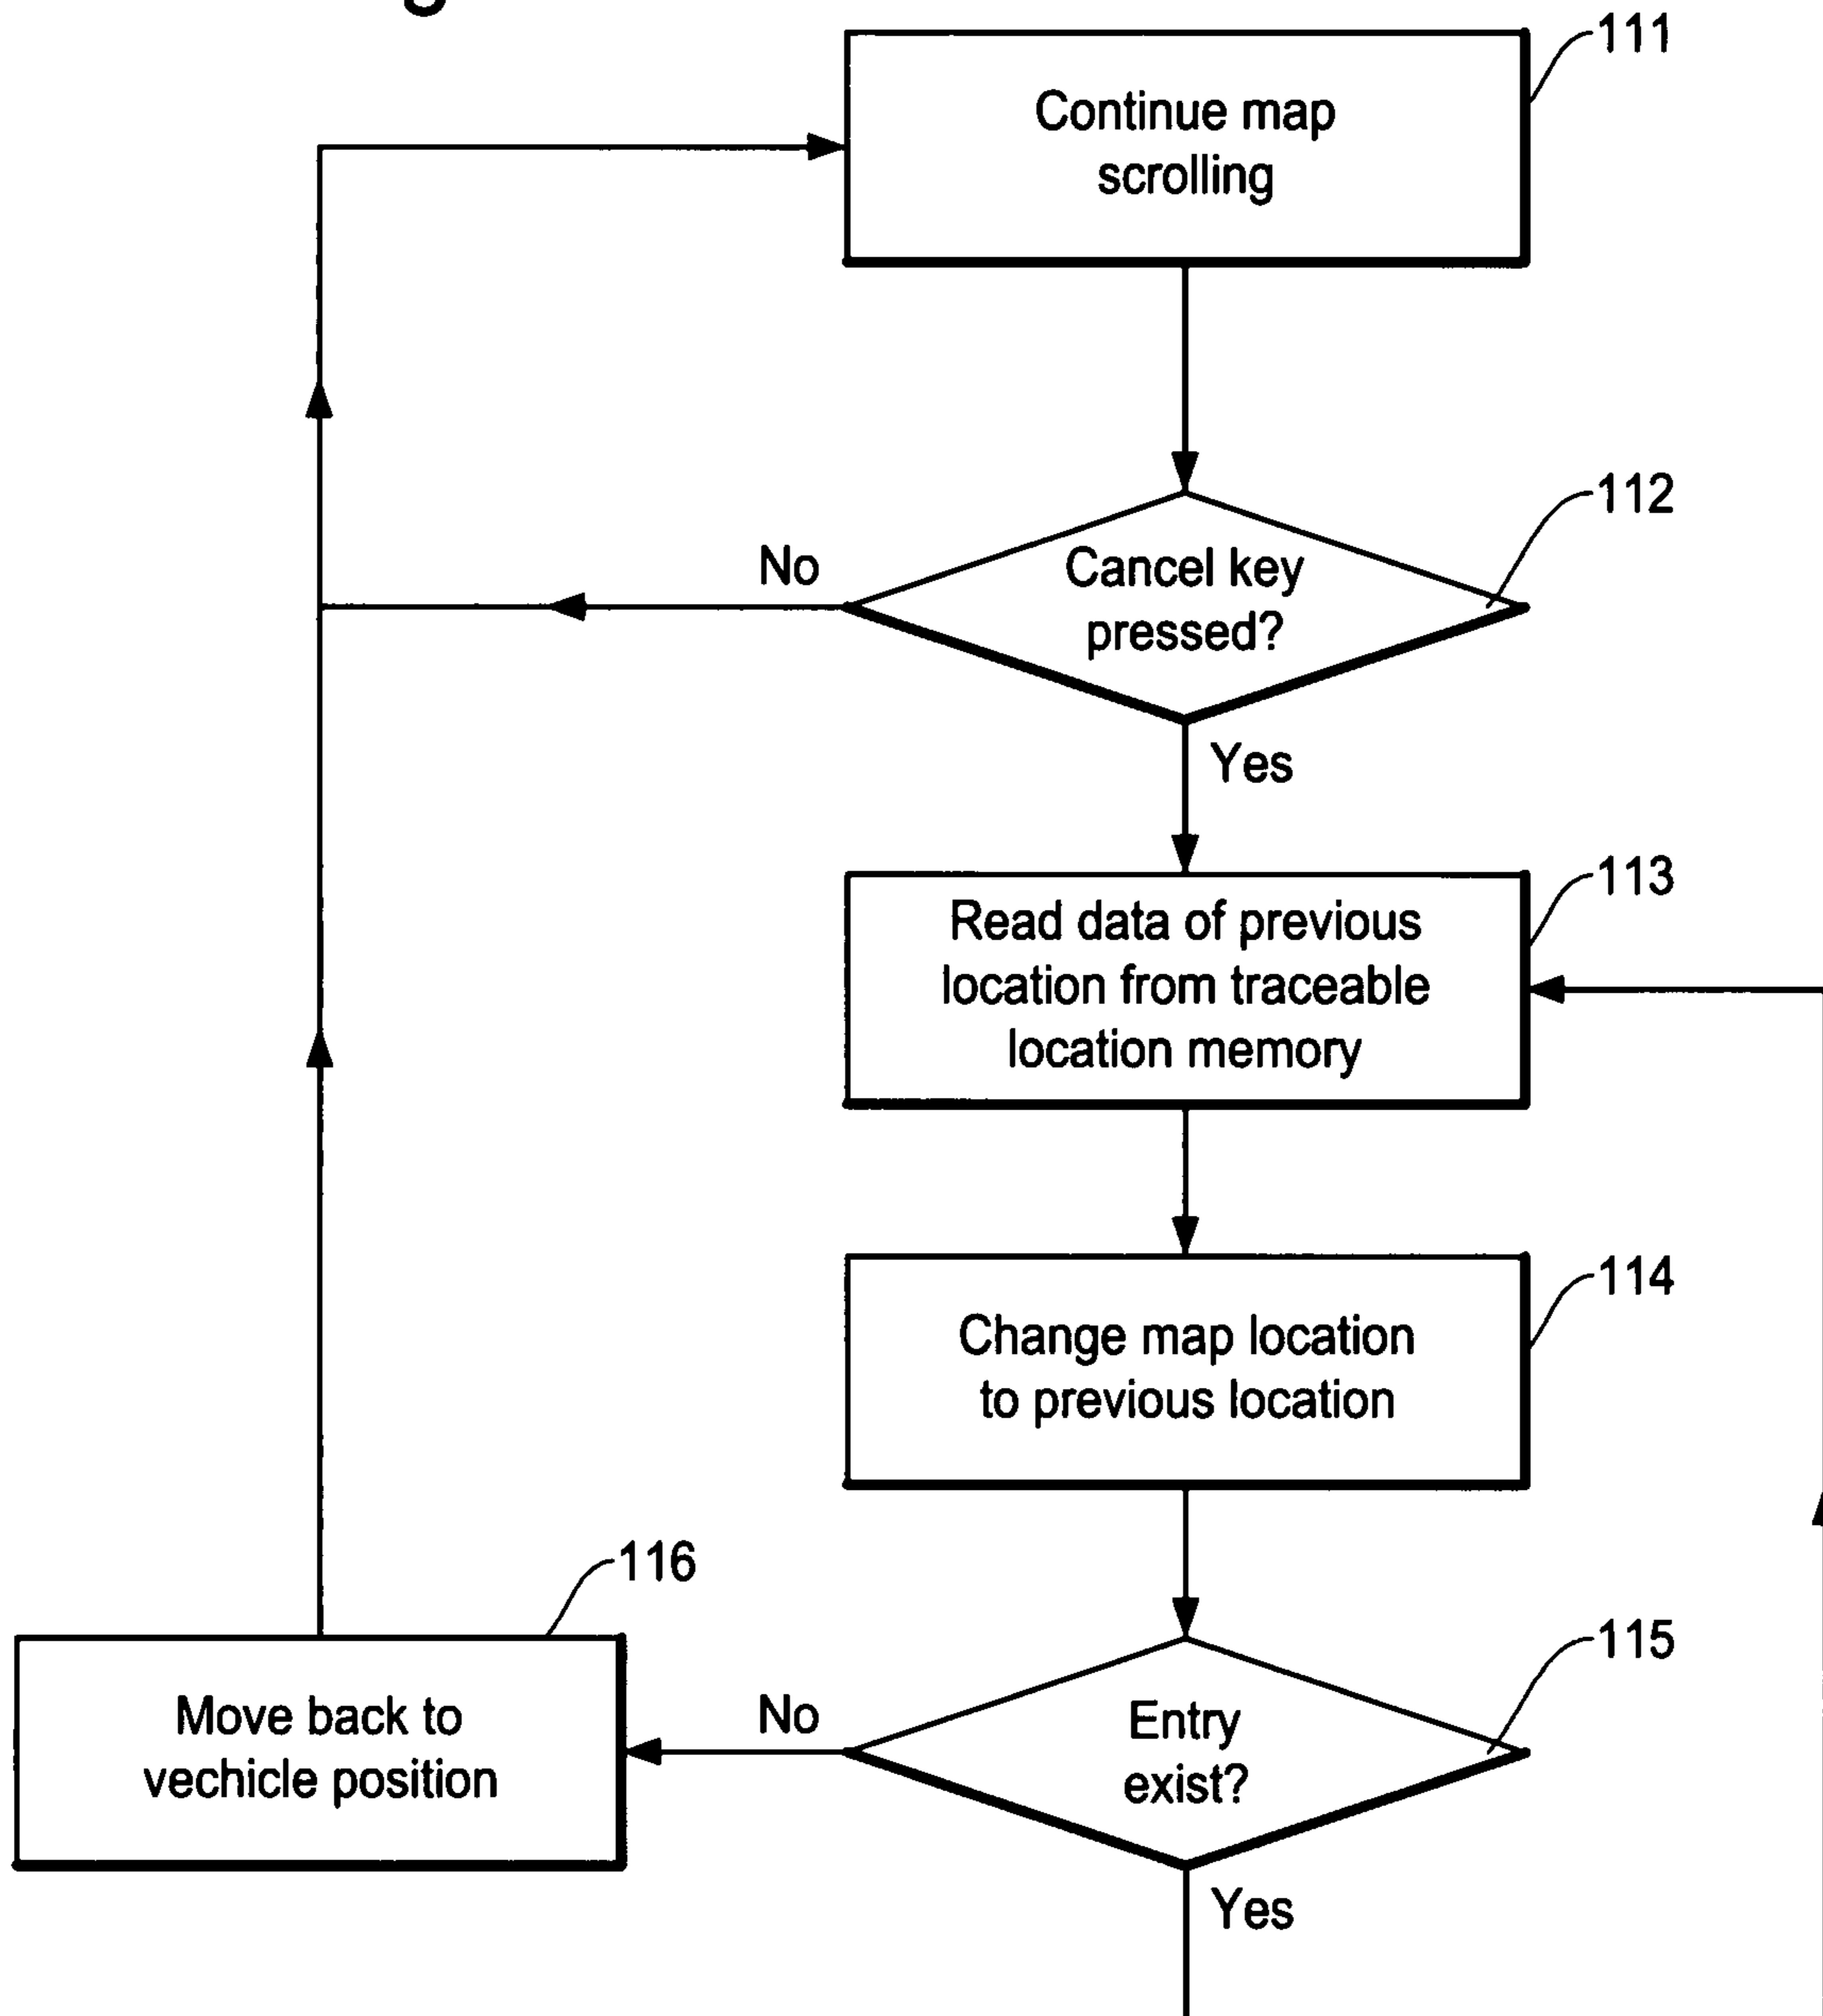 111
Continue map
scrolling
112
No
Cancel key
pressed?
Yes
113
Read data of previous
location from traceable
location memory
114
Change map location
to previous location
116
115
Move back to
vechicle position
No
Entry
exist?
Yes